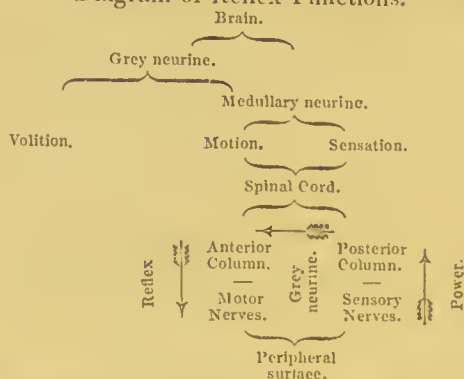 Diagram of Reflex Functions.
Brain.
Grey neurine.
Medullary neurine.
Volition. Motion. Sensation.
Spinal Cord.
Reflex
Anterior
Column.
—
Motor
Nerves.
Grey
neurine.
Posterior
Column.
—
Sensory
Nerves.
Power.
Peripheral
surface.